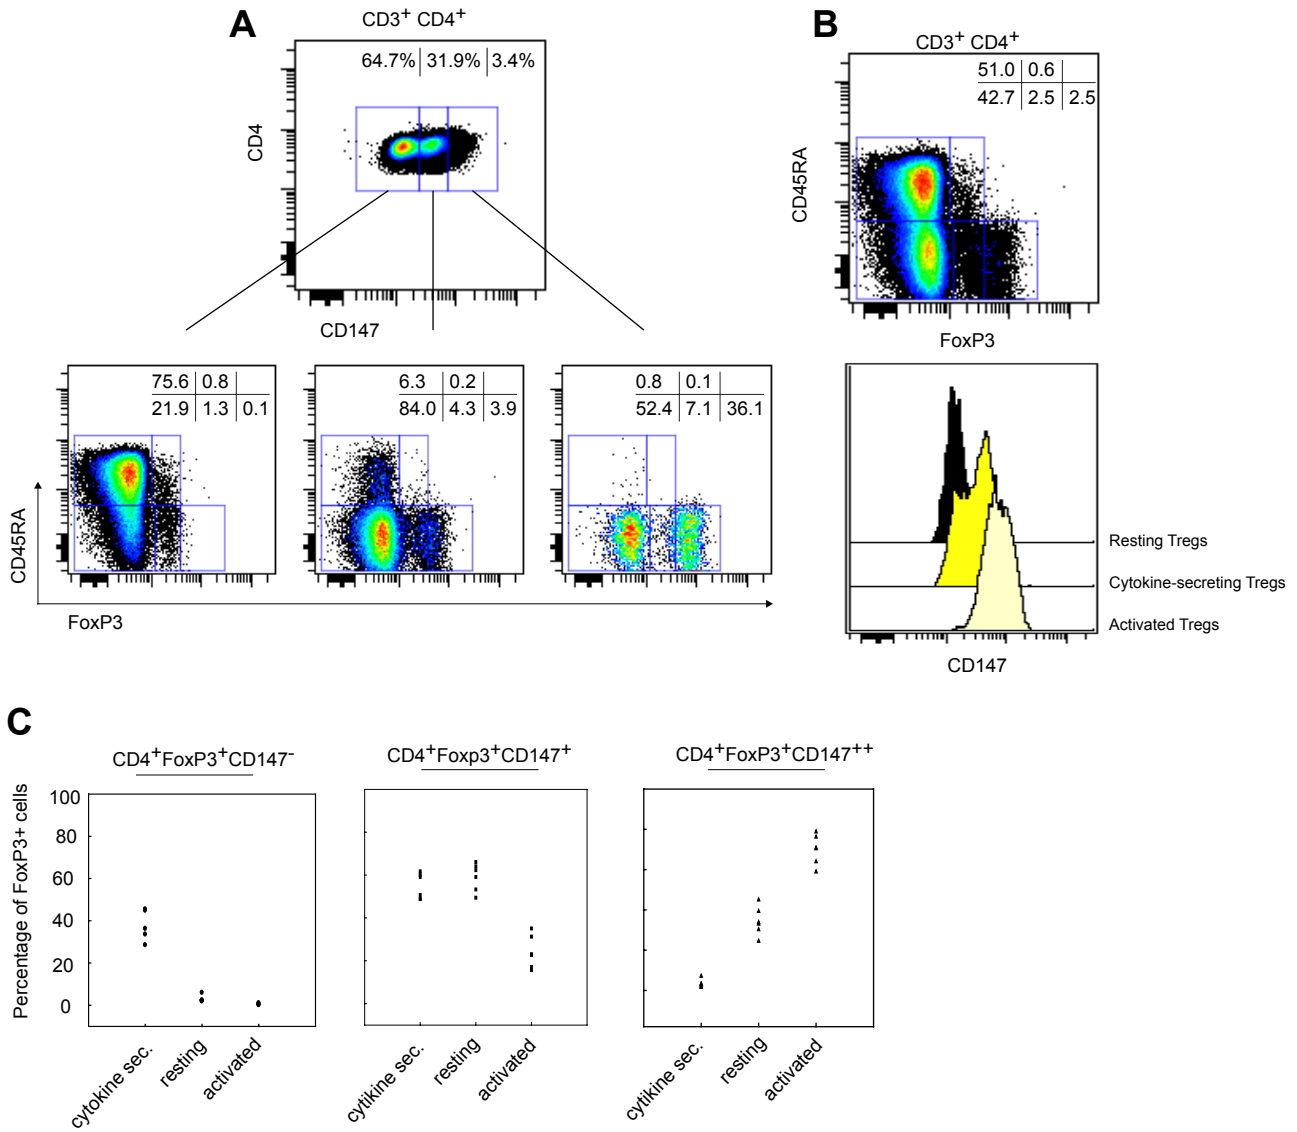 A
CD3+ CD4+
64.7% 31.9% 3.4%
CD4
CD147
75.6 0.8
21.9 1.3 0.1
6.3 0.2
84.0 4.3 3.9
0.8 0.1
52.4 7.1 36.1
CD45RA
FoxP3
B
CD3+ CD4+
51.0 0.6
42.7 2.5 2.5
CD45RA
FoxP3
Resting Tregs
Cytokine-secreting Tregs
Activated Tregs
CD147
C
CD4+FoxP3+CD147-
CD4+Foxp3+CD147+
CD4+FoxP3+CD147++
Percentage of FoxP3+ cells
100
80
60
40
20
0
cytokine sec.
resting
activated
cytikine sec.
resting
activated
cytikine sec.
resting
activated